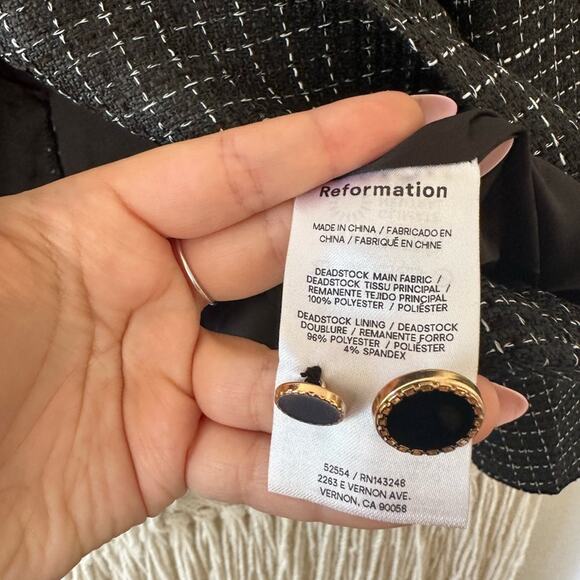 Reformation
MADE IN CHINA / FABRICADO EN
CHINA / FABRIQUÉ EN CHINE
DEADSTOCK MAIN FABRIC /
DEADSTOCK TISSU PRINCIPAL /
REMANENTE TEJIDO PRINCIPAL
100% POLYESTER / POLIÉSTER
DEADSTOCK LINING / DEADSTOCK
DOUBLURE / REMANENTE FORRO
96% POLYESTER / POLIÉSTER
4% SPANDEX
52554 / RN143246
2263 E VERNON AVE.
VERNON, CA 90058